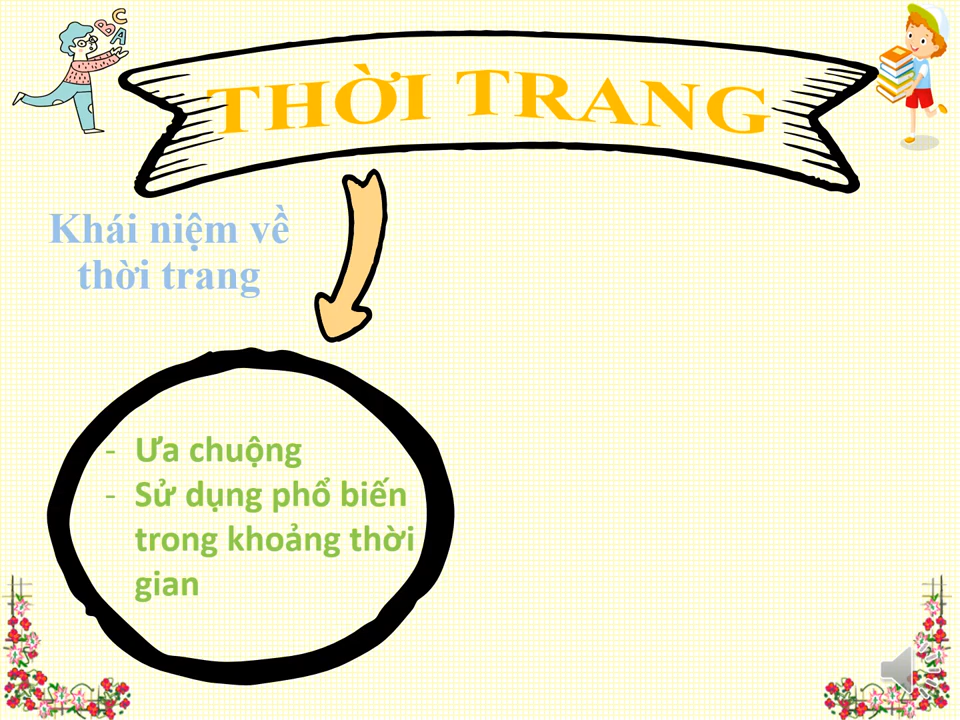 A B C
THỜI TRANG
Khái niệm về
thời trang
- Ưa chuộng
- Sử dụng phổ biến
trong khoảng thời
gian